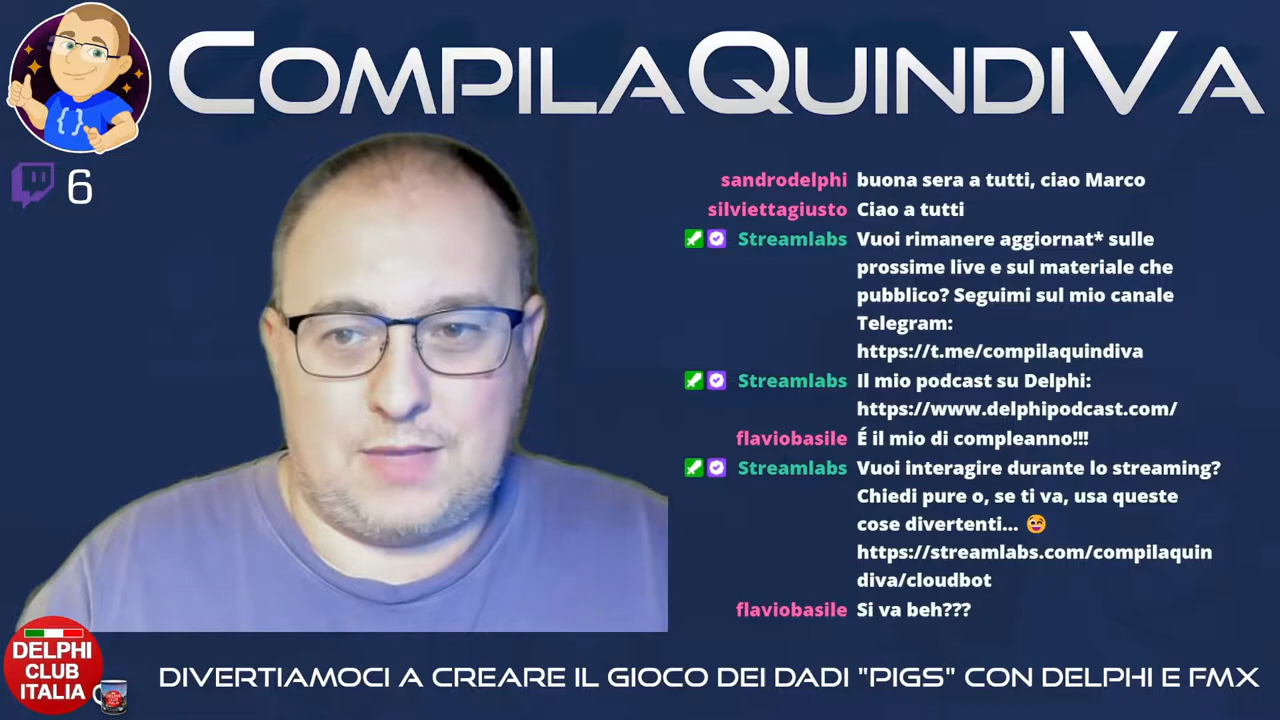 COMPILAQUINDIVA
{}
6
sandrodelphi buona sera a tutti, ciao Marco
silviettagiusto Ciao a tutti
Streamlabs Vuoi rimanere aggiornat* sulle
prossime live e sul materiale che
pubblico? Seguimi sul mio canale
Telegram:
https://t.me/compilaquindiva
Streamlabs Il mio podcast su Delphi:
https://www.delphipodcast.com/
flaviobasile É il mio di compleanno!!!
Streamlabs Vuoi interagire durante lo streaming?
Chiedi pure o, se ti va, usa queste
cose divertenti... 😄
https://streamlabs.com/compilaquin
diva/cloudbot
flaviobasile Si va beh???
DELPHI
CLUB
ITALIA
DIVERTIAMOCI A CREARE IL GIOCO DEI DADI "PIGS" CON DELPHI E FMX